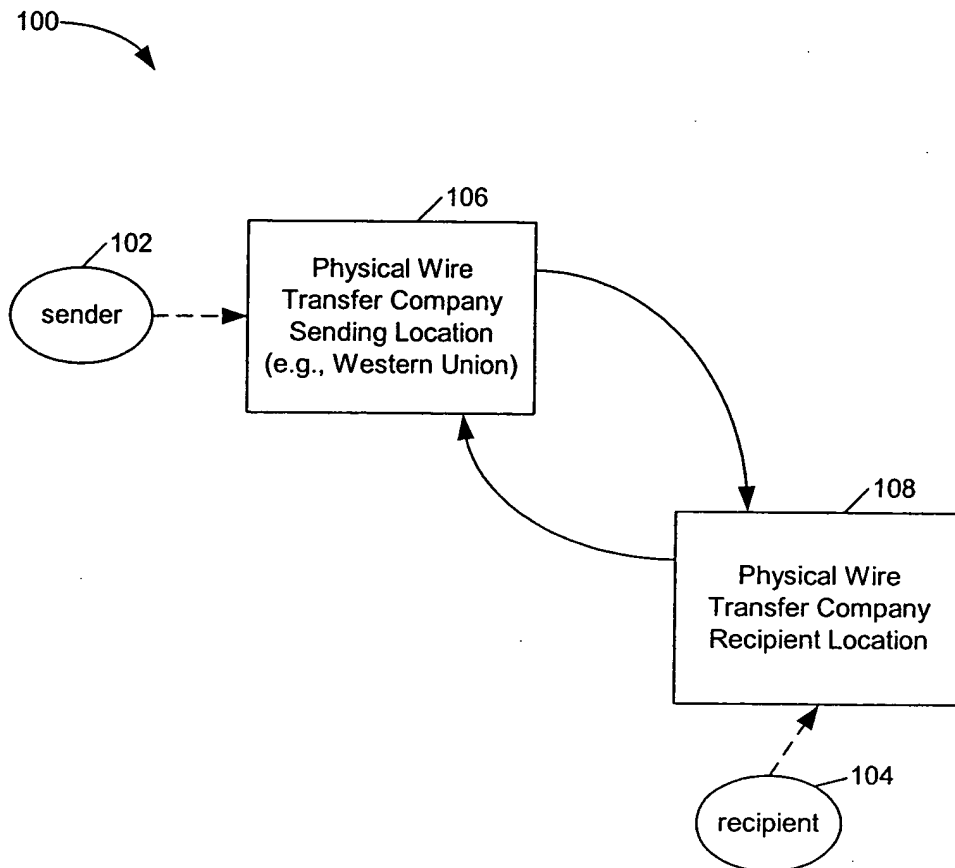 100
106
102
Physical Wire
Transfer Company
Sending Location
(e.g., Western Union)
sender
108
Physical Wire
Transfer Company
Recipient Location
104
recipient